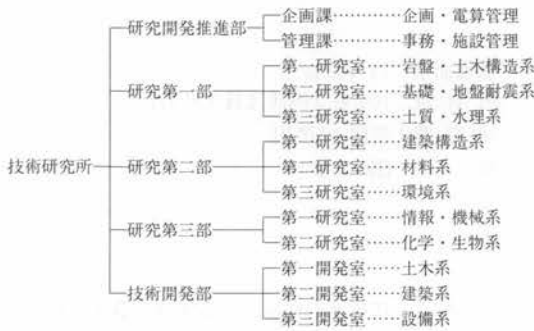 企画課…………企画・電算管理
研究開発推進部
管理課…………事務・施設管理
第一研究室……岩盤・土木構造系
研究第一部
第二研究室……基礎・地盤耐震系
第三研究室……土質・水理系
第一研究室……建築構造系
技術研究所
研究第二部
第二研究室……材料系
第三研究室……環境系
第一研究室……情報・機械系
研究第三部
第二研究室……化学・生物系
第一開発室……土木系
技術開発部
第二開発室……建築系
第三開発室……設備系